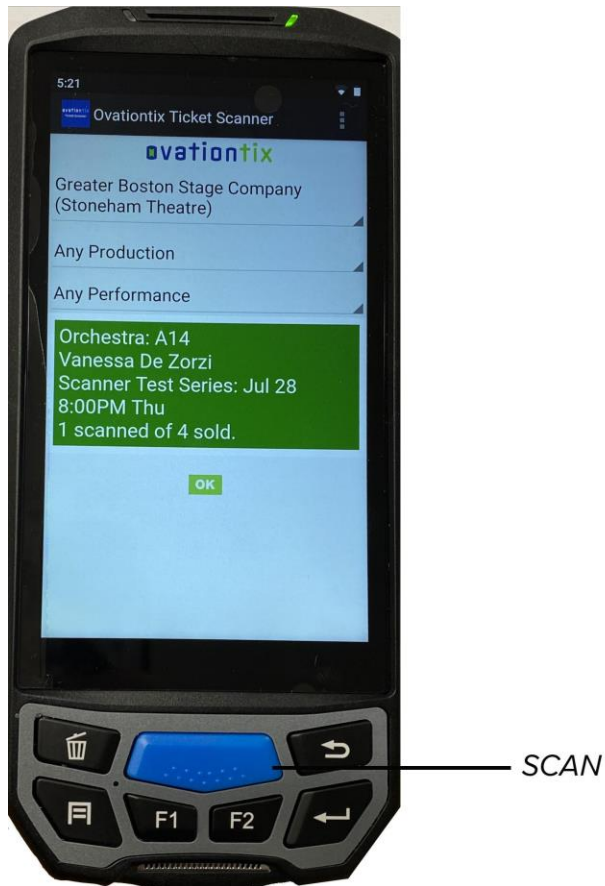 5:21
Ovationtix Ticket Scanner
ovationtix
Greater Boston Stage Company
(Stoneham Theatre)
Any Production
Any Performance
Orchestra: A14
Vanessa De Zorzi
Scanner Test Series: Jul 28
8:00PM Thu
1 scanned of 4 sold.
OK
SCAN
F1 F2